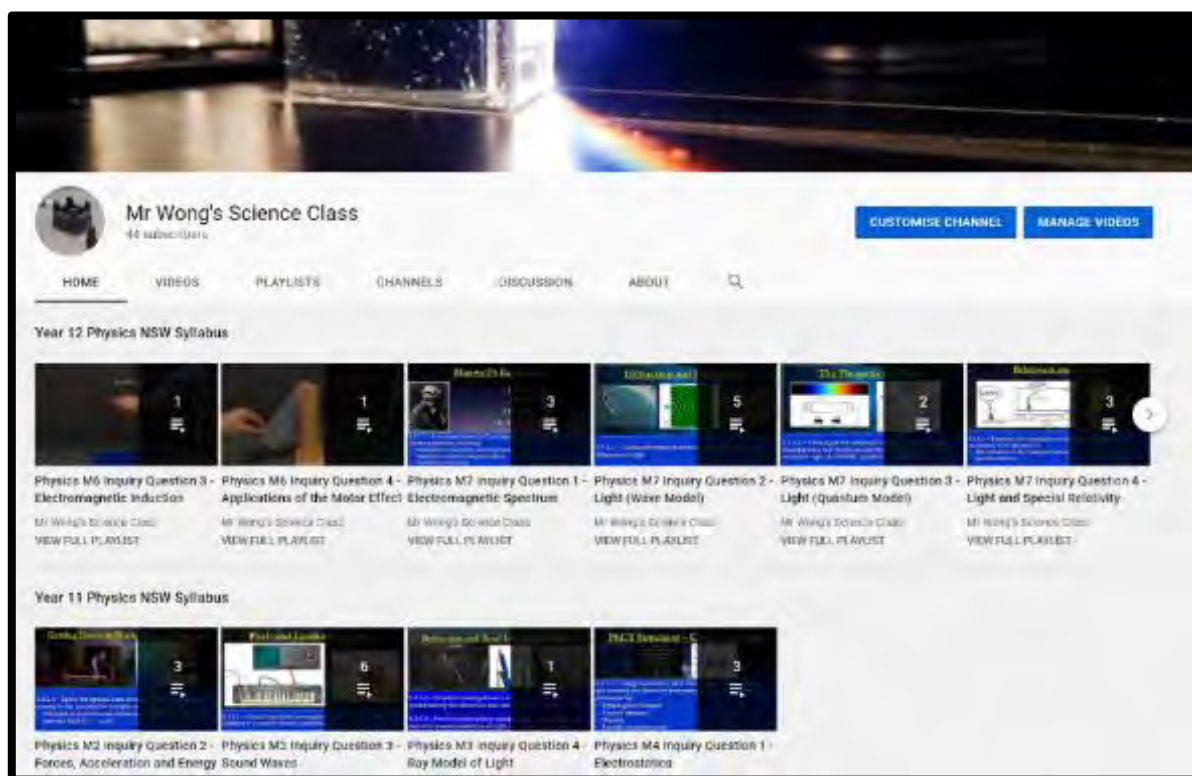 Mr Wong's Science Class
44 subscribers
CUSTOMISE CHANNEL
MANAGE VIDEOS
HOME
VIDEOS
PLAYLISTS
CHANNELS
DISCUSSION
ABOUT
Year 12 Physics NSW Syllabus
1
1
3
5
2
3
Physics M6 Inquiry Question 3 -
Electromagnetic Induction
Mr Wong's Science Class
VIEW FULL PLAYLIST
Physics M6 Inquiry Question 4 -
Applications of the Motor Effect
Mr Wong's Science Class
VIEW FULL PLAYLIST
Physics M7 Inquiry Question 1 -
Electromagnetic Spectrum
Mr Wong's Science Class
VIEW FULL PLAYLIST
Physics M7 Inquiry Question 2 -
Light (Wave Model)
Mr Wong's Science Class
VIEW FULL PLAYLIST
Physics M7 Inquiry Question 3 -
Light (Quantum Model)
Mr Wong's Science Class
VIEW FULL PLAYLIST
Physics M7 Inquiry Question 4 -
Light and Special Relativity
Mr Wong's Science Class
VIEW FULL PLAYLIST
Year 11 Physics NSW Syllabus
3
6
1
3
Physics M2 Inquiry Question 2 -
Forces, Acceleration and Energy
Physics M3 Inquiry Question 3 -
Sound Waves
Physics M3 Inquiry Question 4
Ray Model of Light
Physics M4 Inquiry Question 1 -
Electrostatics